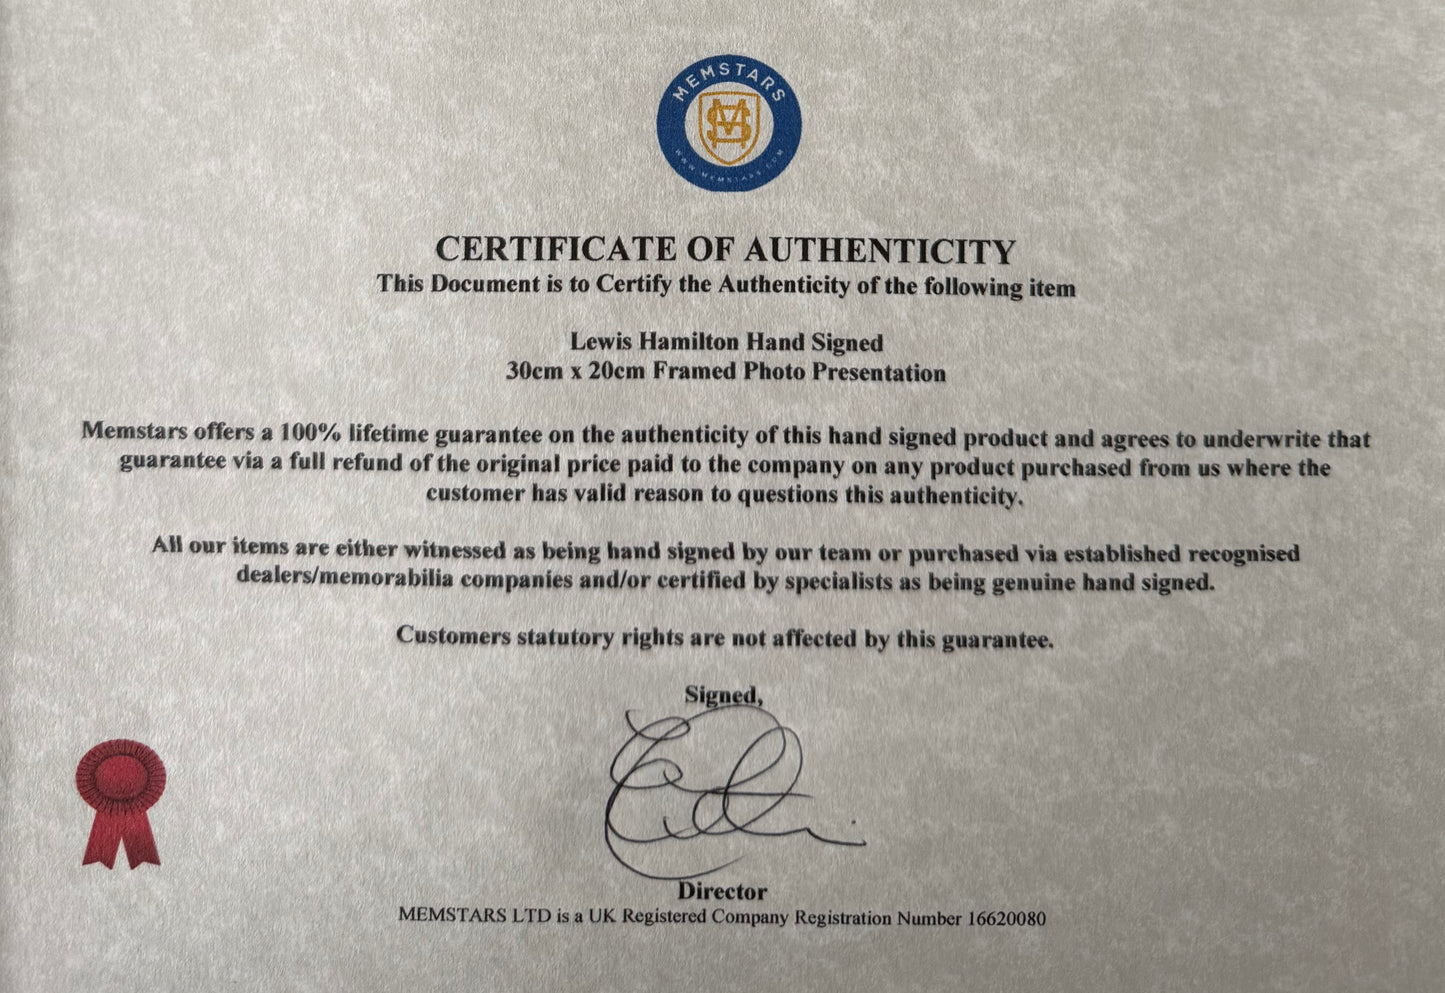 MEMSTARS
WWW.MEMSTARS.COM
CERTIFICATE OF AUTHENTICITY
This Document is to Certify the Authenticity of the following item
Lewis Hamilton Hand Signed
30cm x 20cm Framed Photo Presentation
Memstars offers a 100% lifetime guarantee on the authenticity of this hand signed product and agrees to underwrite that
guarantee via a full refund of the original price paid to the company on any product purchased from us where the
customer has valid reason to questions this authenticity.
All our items are either witnessed as being hand signed by our team or purchased via established recognised
dealers/memorabilia companies and/or certified by specialists as being genuine hand signed.
Customers statutory rights are not affected by this guarantee.
Signed,
Director
MEMSTARS LTD is a UK Registered Company Registration Number 16620080